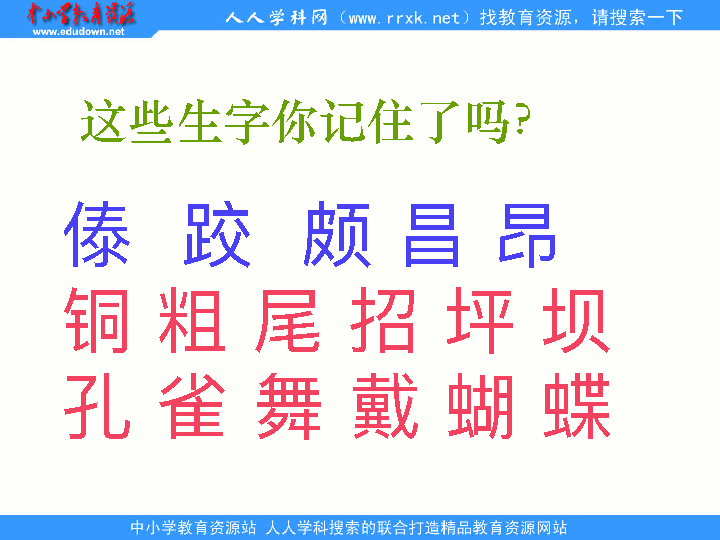 中小学教育资源
www.edudown.net
人人学科网（www.rrxk.net）找教育资源，请搜索一下
这些生字你记住了吗?
傣 跤 颇 昌 昂
铜 粗 尾 招 坪 坝
孔 雀 舞 戴 蝴 蝶
中小学教育资源站 人人学科搜索的联合打造精品教育资源网站